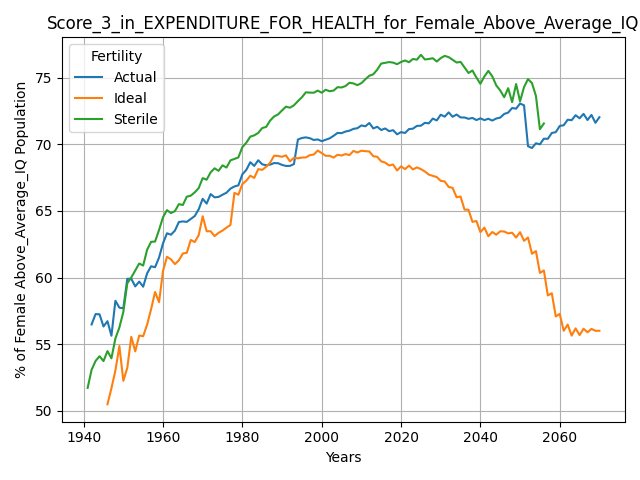 Score_3_in_EXPENDITURE_FOR_HEALTH_for_Female_Above_Average_IQ
Fertility
Actual
Ideal
Sterile
% of Female Above_Average_IQ Population
75
70
65
60
55
50
1940
1960
1980
2000
2020
2040
2060
Years